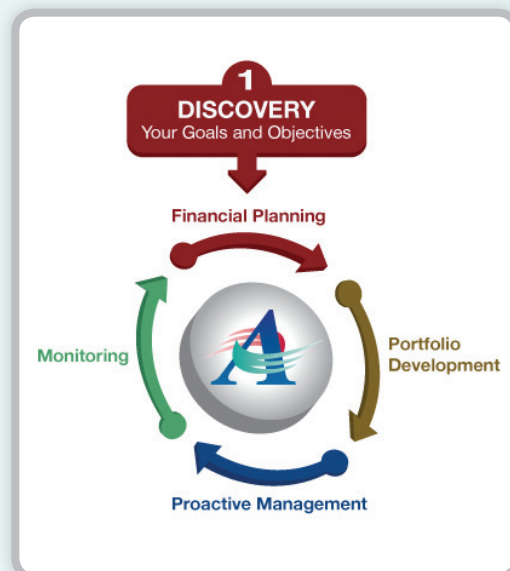 1
DISCOVERY
Your Goals and Objectives
Financial Planning
Monitoring
Portfolio
Development
A
Proactive Management